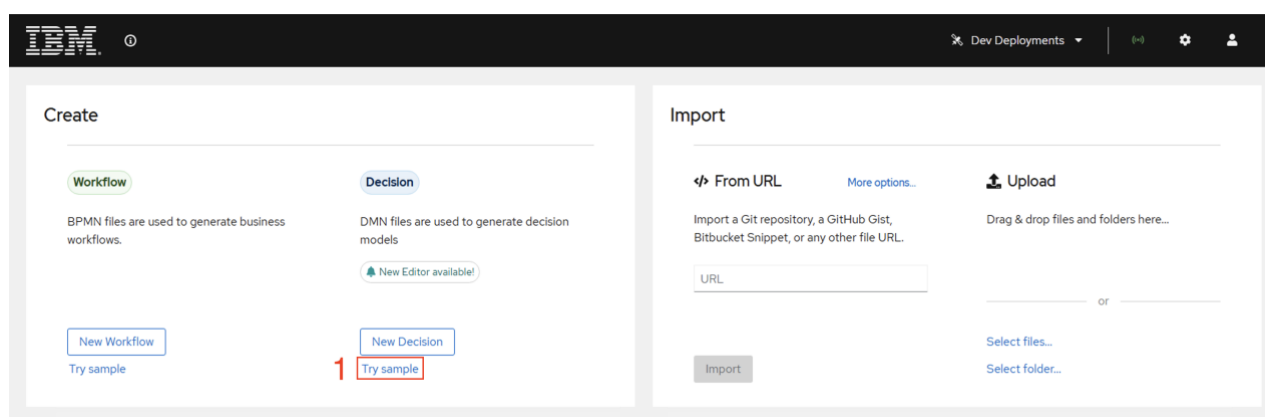 IBM.
Dev Deployments
Create
Workflow
BPMN files are used to generate business
workflows.
New Workflow
Try sample
Decision
DMN files are used to generate decision
models
New Editor available!
New Decision
1 Try sample
Import
</> From URL
More options...
Import a Git repository, a GitHub Gist,
Bitbucket Snippet, or any other file URL.
URL
Import
Upload
Drag & drop files and folders here...
or
Select files...
Select folder...